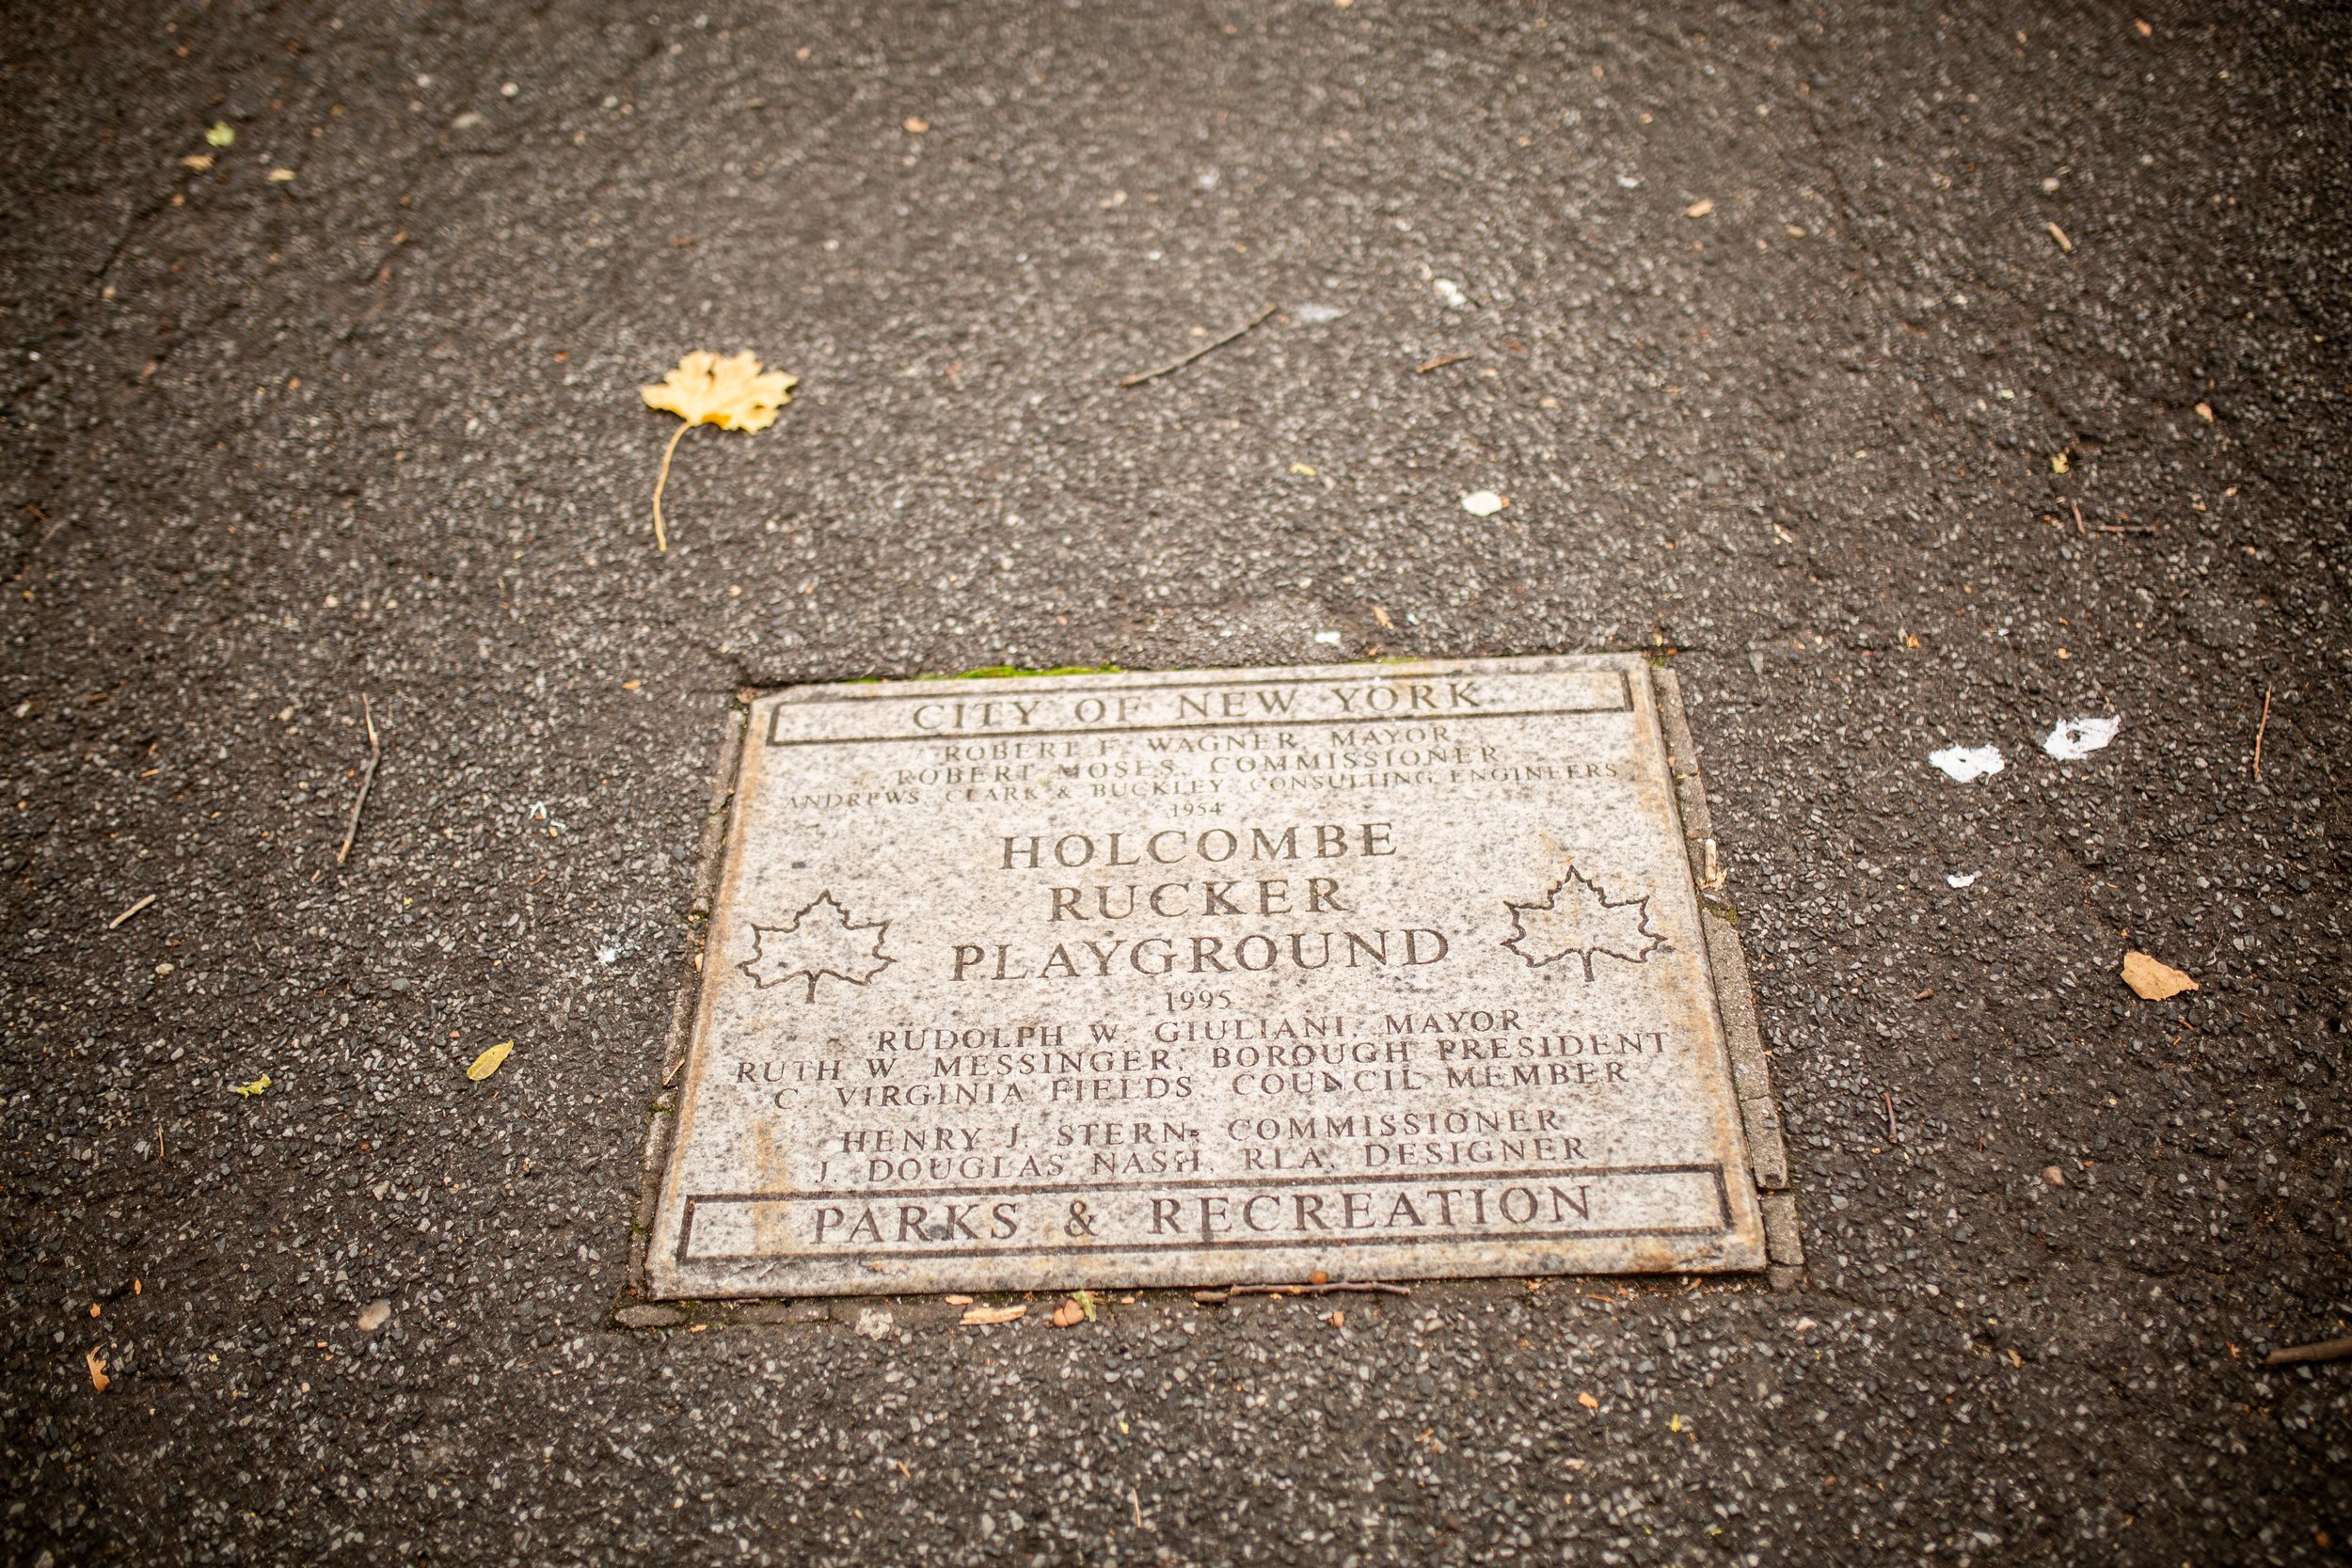 CITY OF NEW YORK
ROBERT F. WAGNER, MAYOR
ROBERT MOSES, COMMISSIONER
ANDREWS, CLARK & BUCKLEY, CONSULTING ENGINEERS
1954
HOLCOMBE
RUCKER
PLAYGROUND
1995
RUDOLPH W. GIULIANI, MAYOR
RUTH W. MESSINGER, BOROUGH PRESIDENT
C. VIRGINIA FIELDS, COUNCIL MEMBER
HENRY J. STERN, COMMISSIONER
J. DOUGLAS NASH, RLA, DESIGNER
PARKS & RECREATION